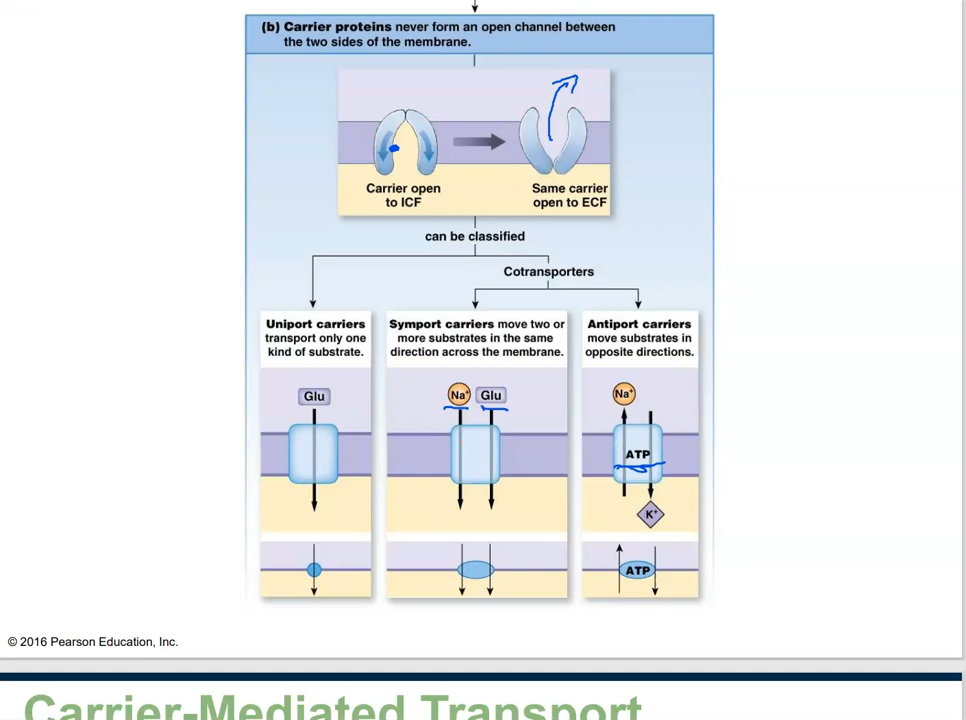 (b) Carrier proteins never form an open channel between
the two sides of the membrane.
Carrier open
to ICF
Same carrier
open to ECF
can be classified
Cotransporters
Uniport carriers
transport only one
kind of substrate.
Symport carriers move two or
more substrates in the same
direction across the membrane.
Antiport carriers
move substrates in
opposite directions.
Glu
Na+
Glu
Na+
ATP
K+
ATP
© 2016 Pearson Education, Inc.
Carrier-Mediated Transport